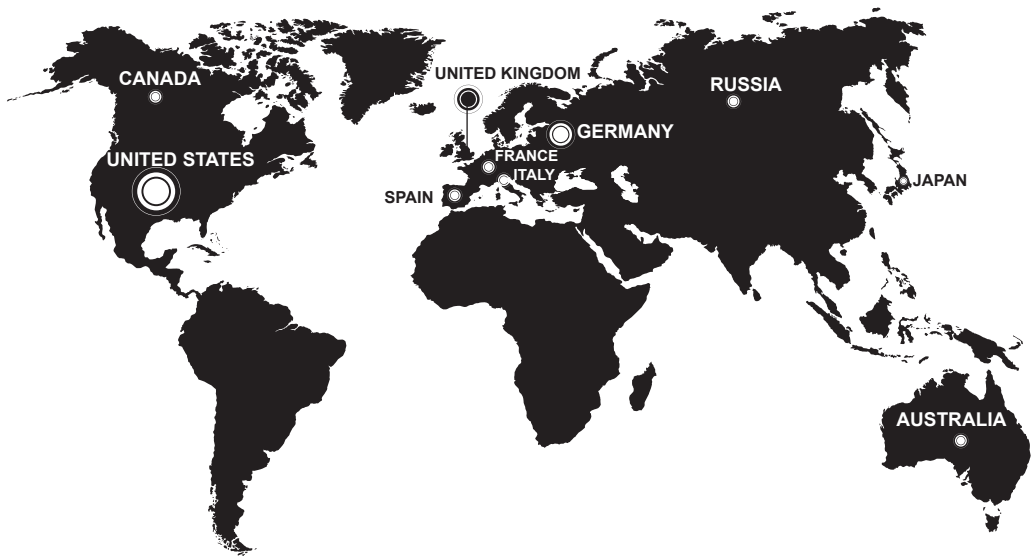 UNITED KINGDOM
CANADA
RUSSIA
GERMANY
FRANCE
UNITED STATES
ITALY
JAPAN
SPAIN
AUSTRALIA